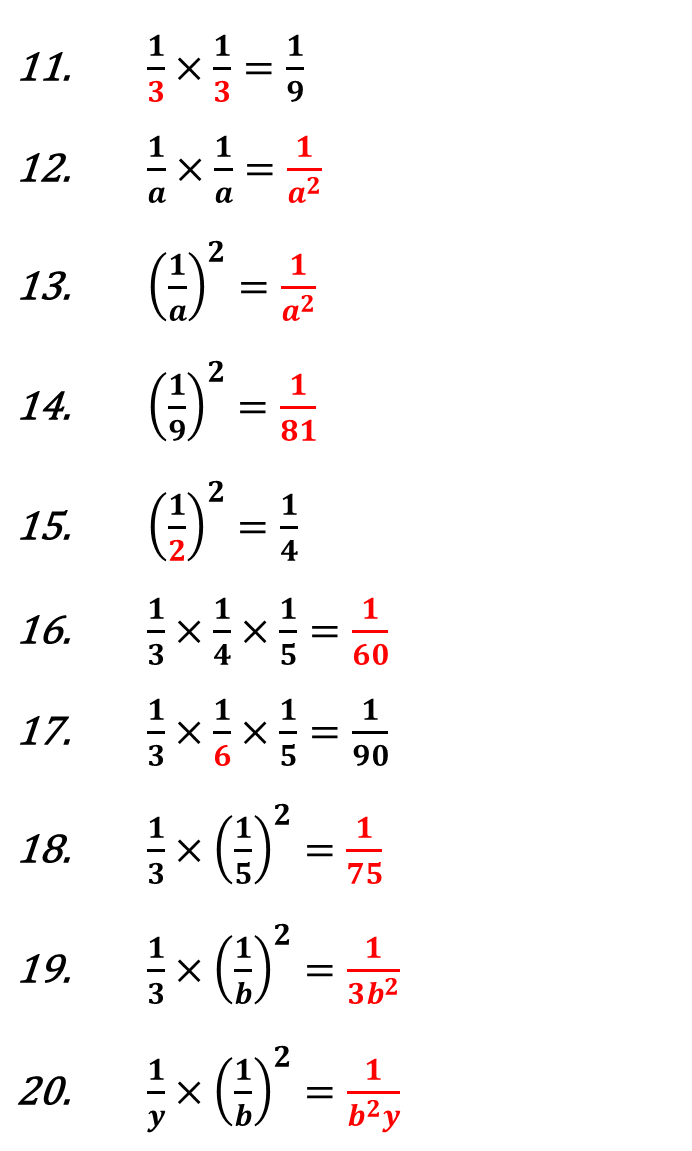 11. 1/3 × 1/3 = 1/9
12. 1/a × 1/a = 1/a²
13. (1/a)² = 1/a²
14. (1/9)² = 1/81
15. (1/2)² = 1/4
16. 1/3 × 1/4 × 1/5 = 1/60
17. 1/3 × 1/6 × 1/5 = 1/90
18. 1/3 × (1/5)² = 1/75
19. 1/3 × (1/b)² = 1/3b²
20. 1/y × (1/b)² = 1/b²y